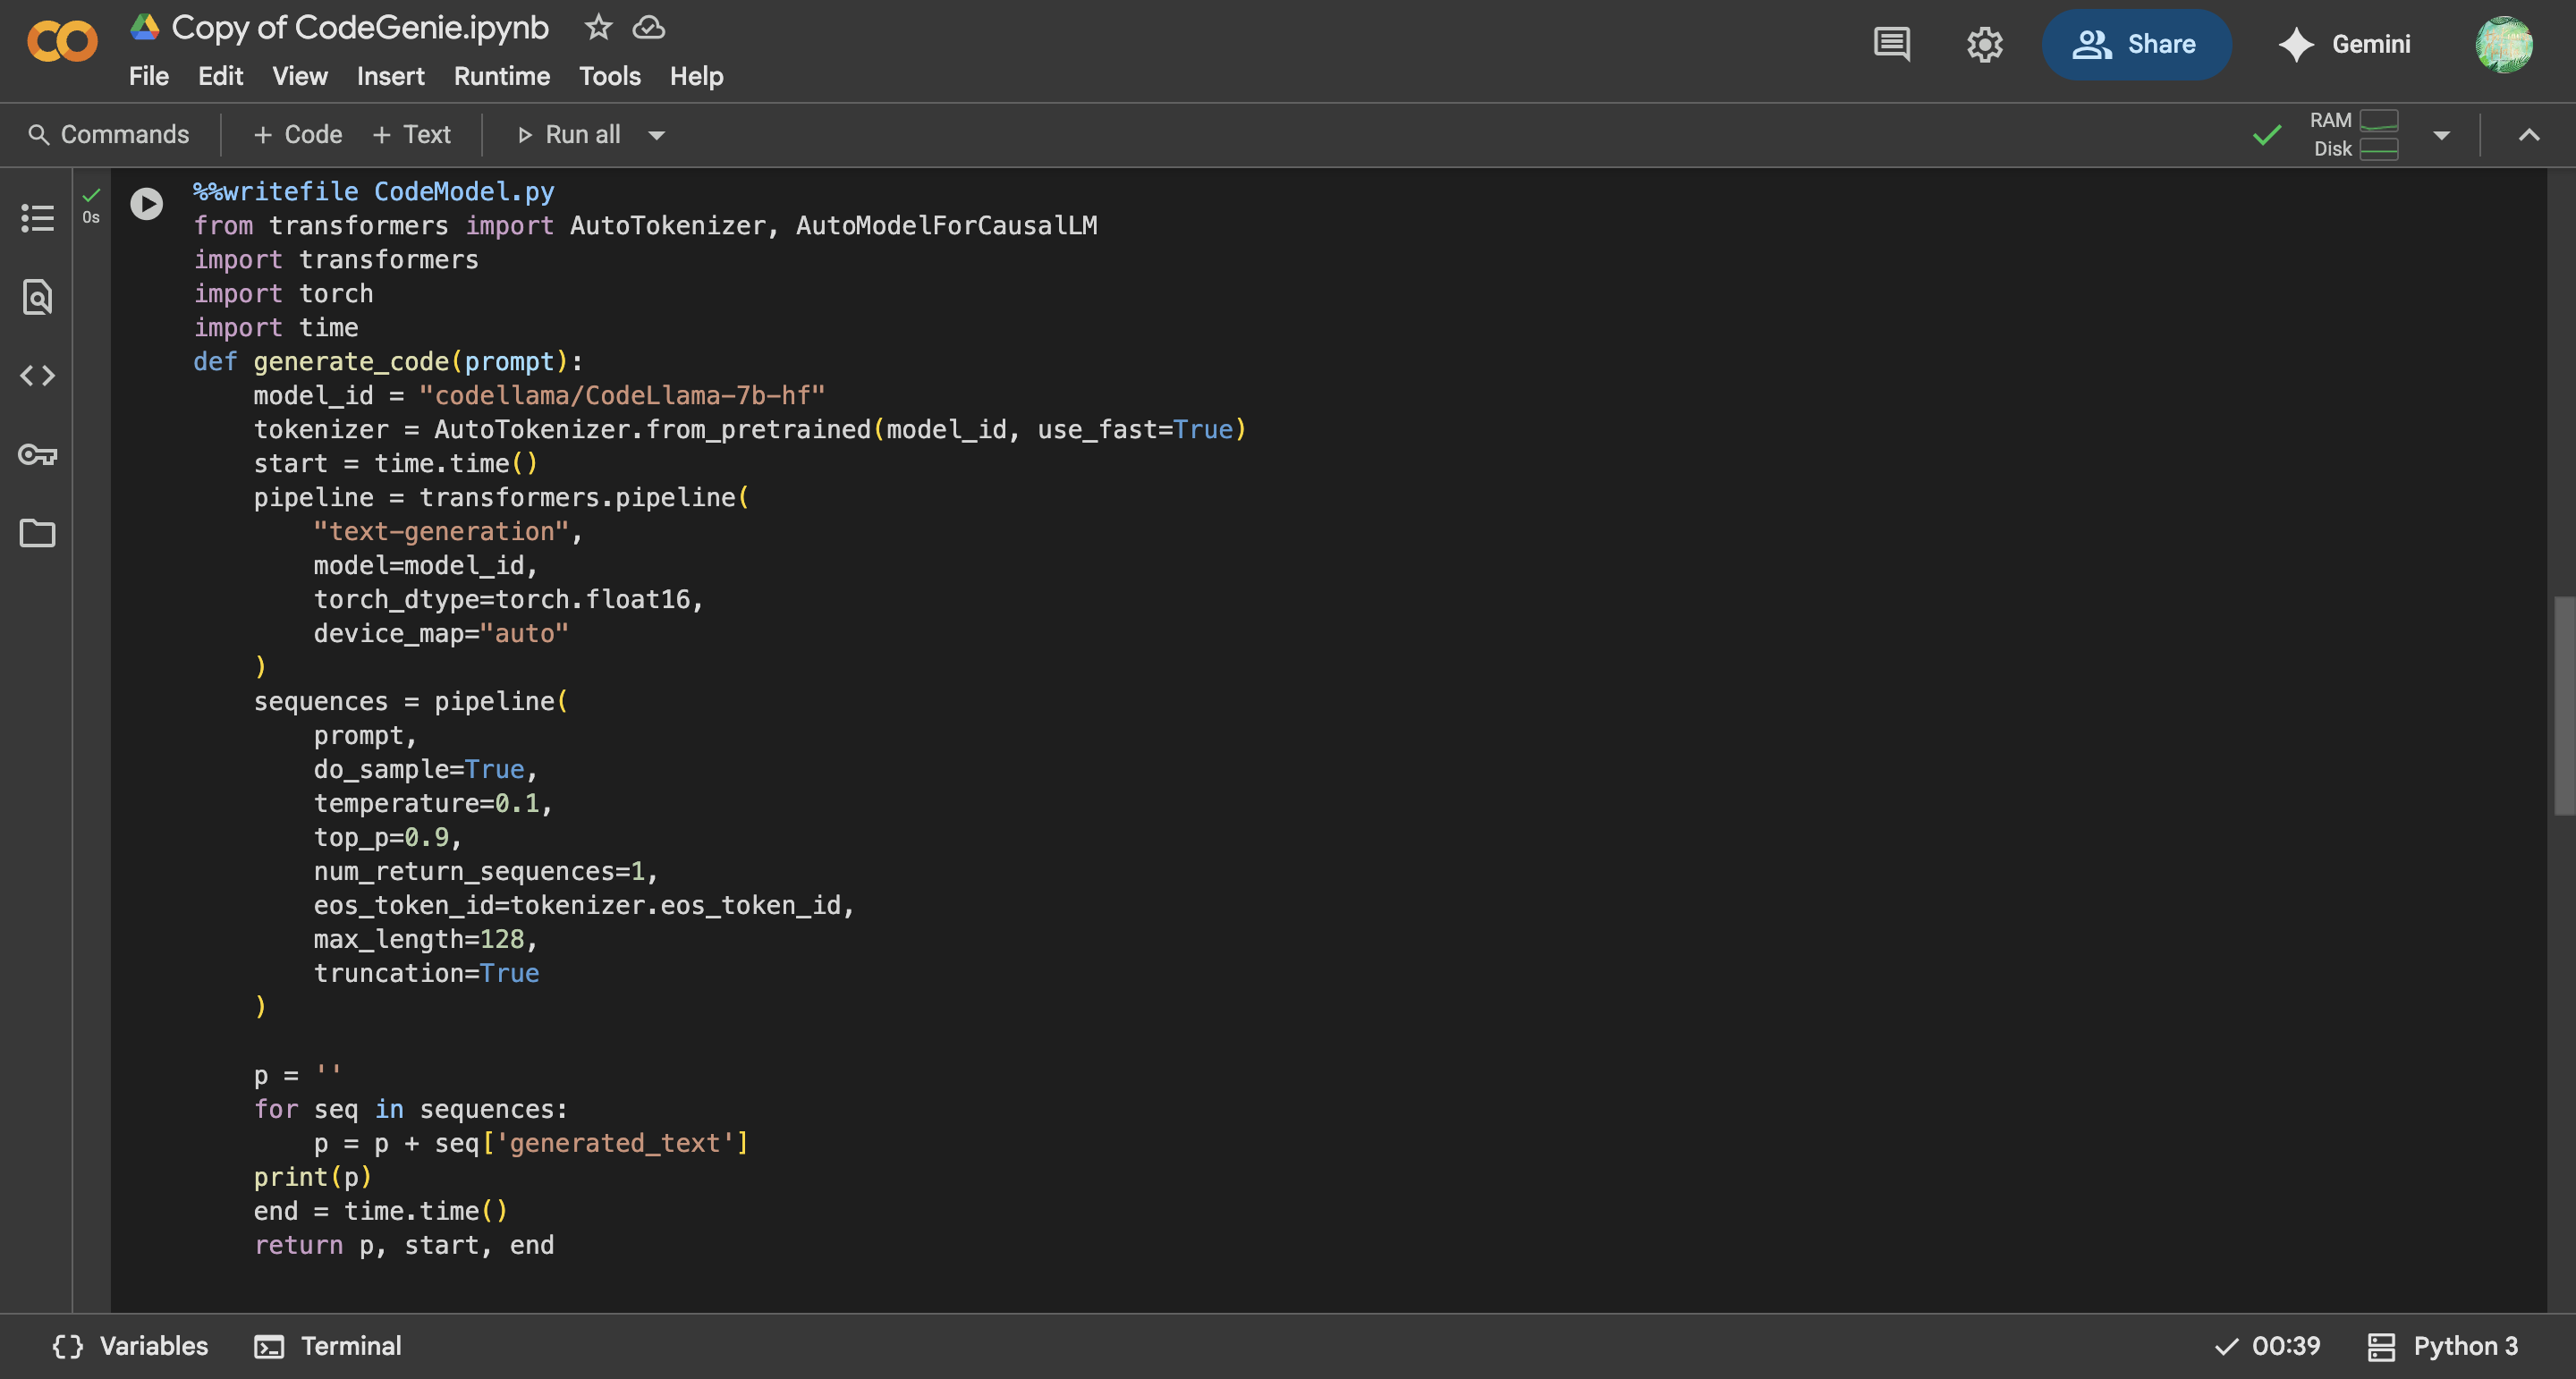 Copy of CodeGenie.ipynb
File Edit View Insert Runtime Tools Help
Share
Gemini
Commands + Code + Text Run all
RAM
Disk
0s
%%writefile CodeModel.py
from transformers import AutoTokenizer, AutoModelForCausalLM
import transformers
import torch
import time
def generate_code(prompt):
    model_id = "codellama/CodeLlama-7b-hf"
    tokenizer = AutoTokenizer.from_pretrained(model_id, use_fast=True)
    start = time.time()
    pipeline = transformers.pipeline(
        "text-generation",
        model=model_id,
        torch_dtype=torch.float16,
        device_map="auto"
    )
    sequences = pipeline(
        prompt,
        do_sample=True,
        temperature=0.1,
        top_p=0.9,
        num_return_sequences=1,
        eos_token_id=tokenizer.eos_token_id,
        max_length=128,
        truncation=True
    )
    p = ''
    for seq in sequences:
        p = p + seq['generated_text']
    print(p)
    end = time.time()
    return p, start, end
Variables Terminal 00:39 Python 3